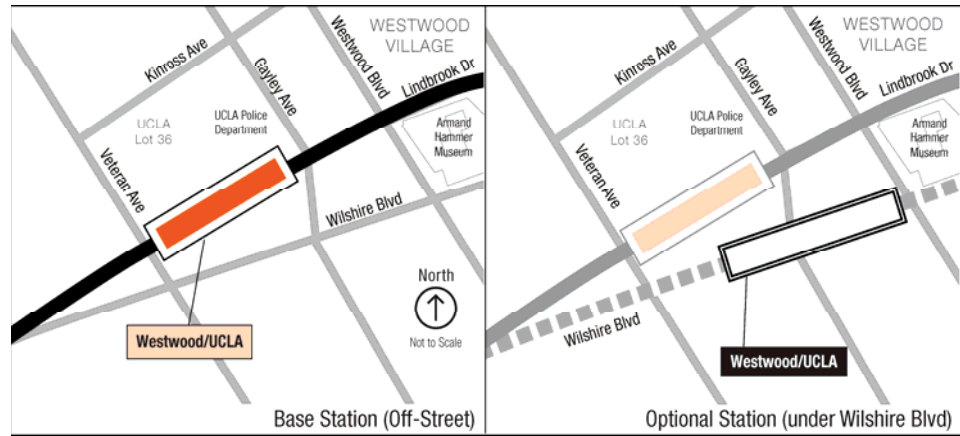 WESTWOOD
VILLAGE
Kinross Ave
Gayley Ave
Westwood Blvd
Lindbrook Dr
UCLA
Lot 36
UCLA Police
Department
Armand
Hammer
Museum
Veteran Ave
Wilshire Blvd
North
Not to Scale
Westwood/UCLA
Base Station (Off-Street)
WESTWOOD
VILLAGE
Kinross Ave
Gayley Ave
Westwood Blvd
Lindbrook Dr
UCLA
Lot 36
UCLA Police
Department
Armand
Hammer
Museum
Veteran Ave
Wilshire Blvd
Westwood/UCLA
Optional Station (under Wilshire Blvd)